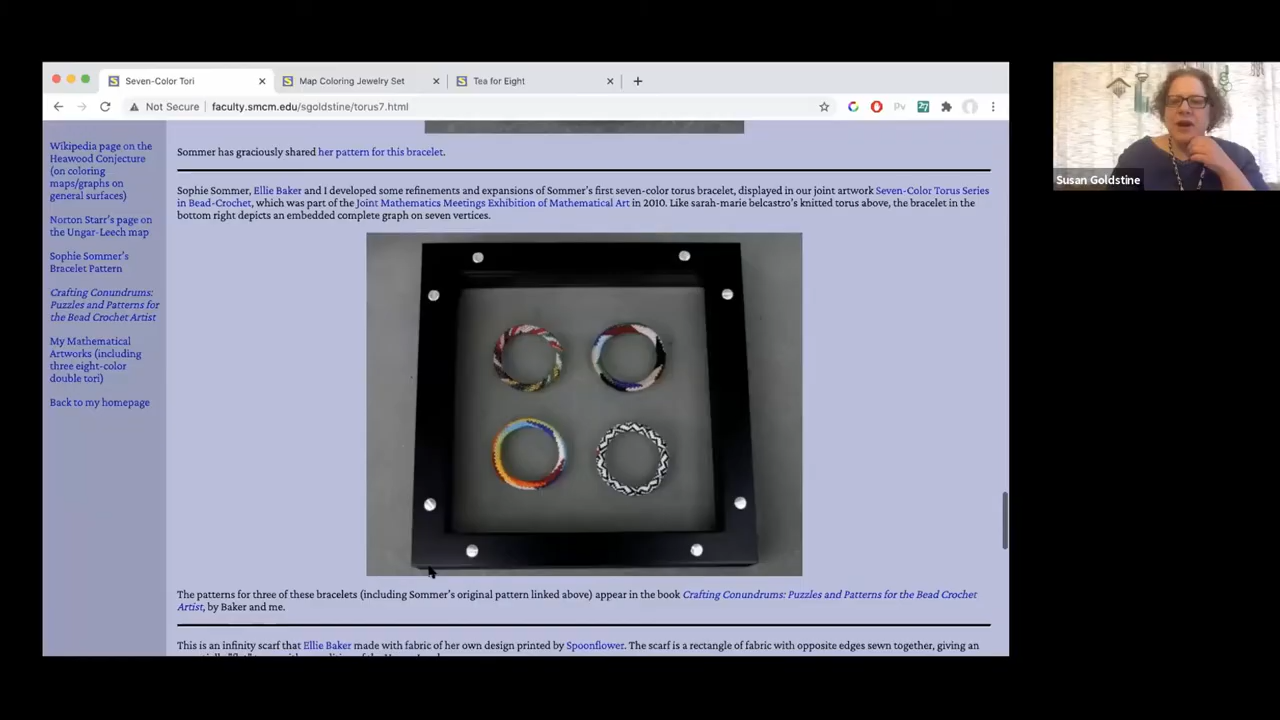 Seven-Color Tori
Map Coloring Jewelry Set
Tea for Eight
Not Secure | faculty.smcm.edu/sgoldstine/torus7.html
Susan Goldstine
Wikipedia page on the
Heawood Conjecture
(on coloring
maps/graphs on
general surfaces)
Norton Starr's page on
the Ungar-Leech map
Sophie Sommer's
Bracelet Pattern
Crafting Conundrums:
Puzzles and Patterns for
the Bead Crochet Artist
My Mathematical
Artworks (including
three eight-color
double tori)
Back to my homepage
Sommer has graciously shared her pattern for this bracelet.
Sophie Sommer, Ellie Baker and I developed some refinements and expansions of Sommer's first seven-color torus bracelet, displayed in our joint artwork Seven-Color Torus Series
in Bead-Crochet, which was part of the Joint Mathematics Meetings Exhibition of Mathematical Art in 2010. Like sarah-marie belcastro's knitted torus above, the bracelet in the
bottom right depicts an embedded complete graph on seven vertices.
The patterns for three of these bracelets (including Sommer's original pattern linked above) appear in the book Crafting Conundrums: Puzzles and Patterns for the Bead Crochet
Artist, by Baker and me.
This is an infinity scarf that Ellie Baker made with fabric of her own design printed by Spoonflower. The scarf is a rectangle of fabric with opposite edges sewn together, giving an